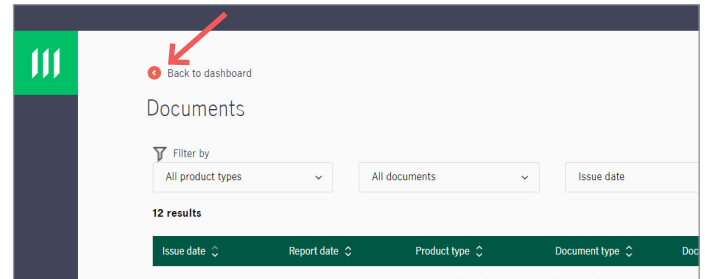 Back to dashboard
Documents
Filter by
All product types All documents Issue date
12 results
Issue date Report date Product type Document type Doc